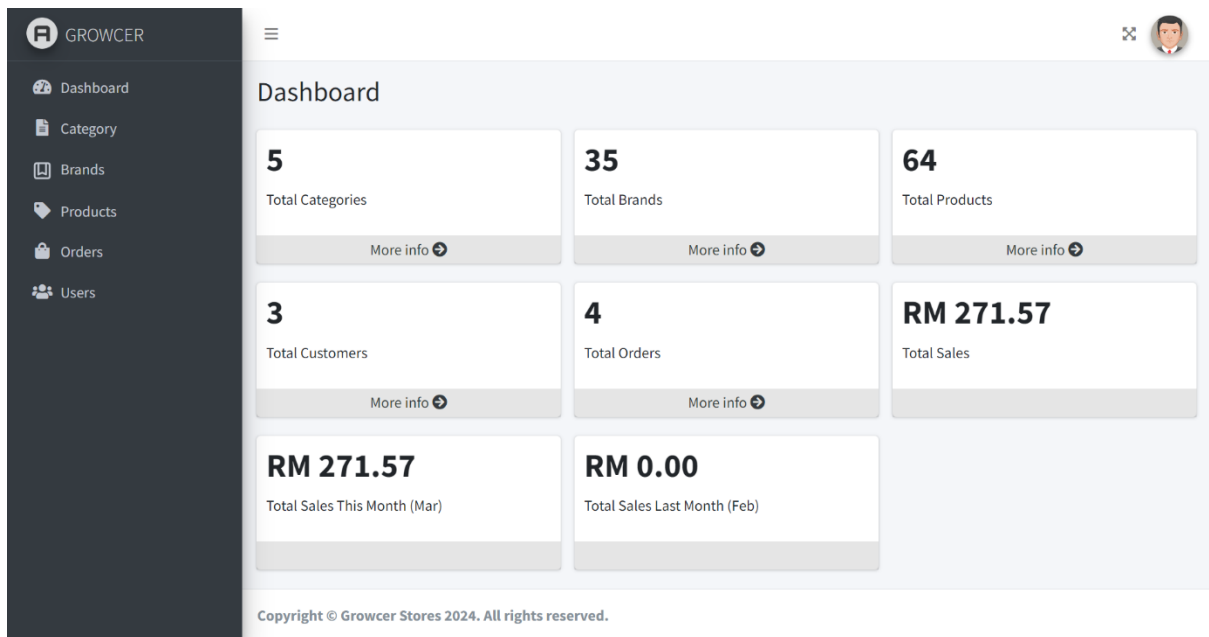 GROWCER
Dashboard
Category
Brands
Products
Orders
Users
Dashboard
5
Total Categories
More info
35
Total Brands
More info
64
Total Products
More info
3
Total Customers
More info
4
Total Orders
More info
RM 271.57
Total Sales
RM 271.57
Total Sales This Month (Mar)
RM 0.00
Total Sales Last Month (Feb)
Copyright © Growcer Stores 2024. All rights reserved.